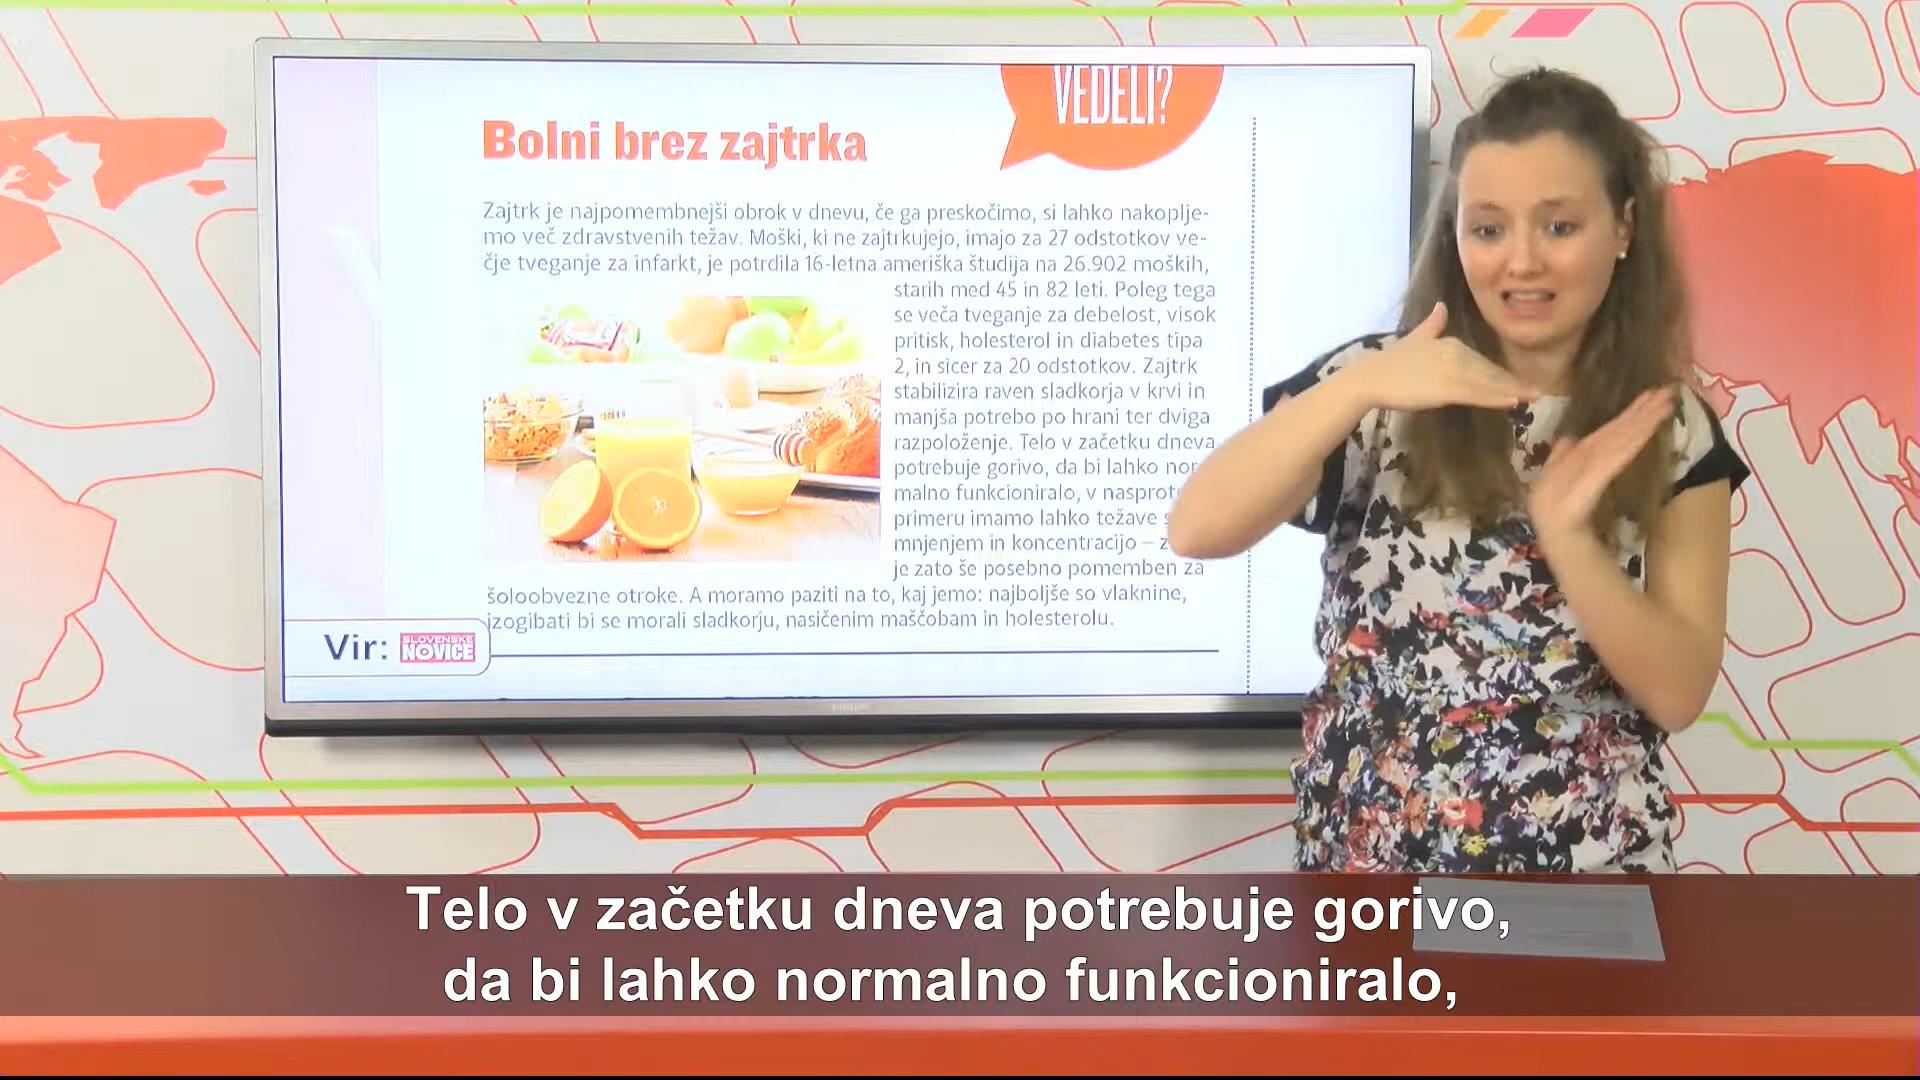 VEDELI?
Bolni brez zajtrka
Zajtrk je najpomembnejši obrok v dnevu, če ga preskočimo, si lahko nakoplje-
mo več zdravstvenih težav. Moški, ki ne zajtrkujejo, imajo za 27 odstotkov ve-
čje tveganje za infarkt, je potrdila 16-letna ameriška študija na 26.902 moških,
starih med 45 in 82 leti. Poleg tega
se veča tveganje za debelost, visok
pritisk, holesterol in diabetes tipa
2, in sicer za 20 odstotkov. Zajtrk
stabilizira raven sladkorja v krvi in
manjša potrebo po hrani ter dviga
razpoloženje. Telo v začetku dneva
potrebuje gorivo, da bi lahko nor
malno funkcioniralo, v
primeru imamo lahko težave
mnjenjem in koncentracijo –
je zato še posebno pomemben za
šoloobvezne otroke. A moramo paziti na to, kaj jemo: najboljše so vlaknine,
izogibati bi se morali sladkorju, nasičenim maščobam in holesterolu.
Vir: SLOVENSKE NOVICE
Telo v začetku dneva potrebuje gorivo,
da bi lahko normalno funkcioniralo,